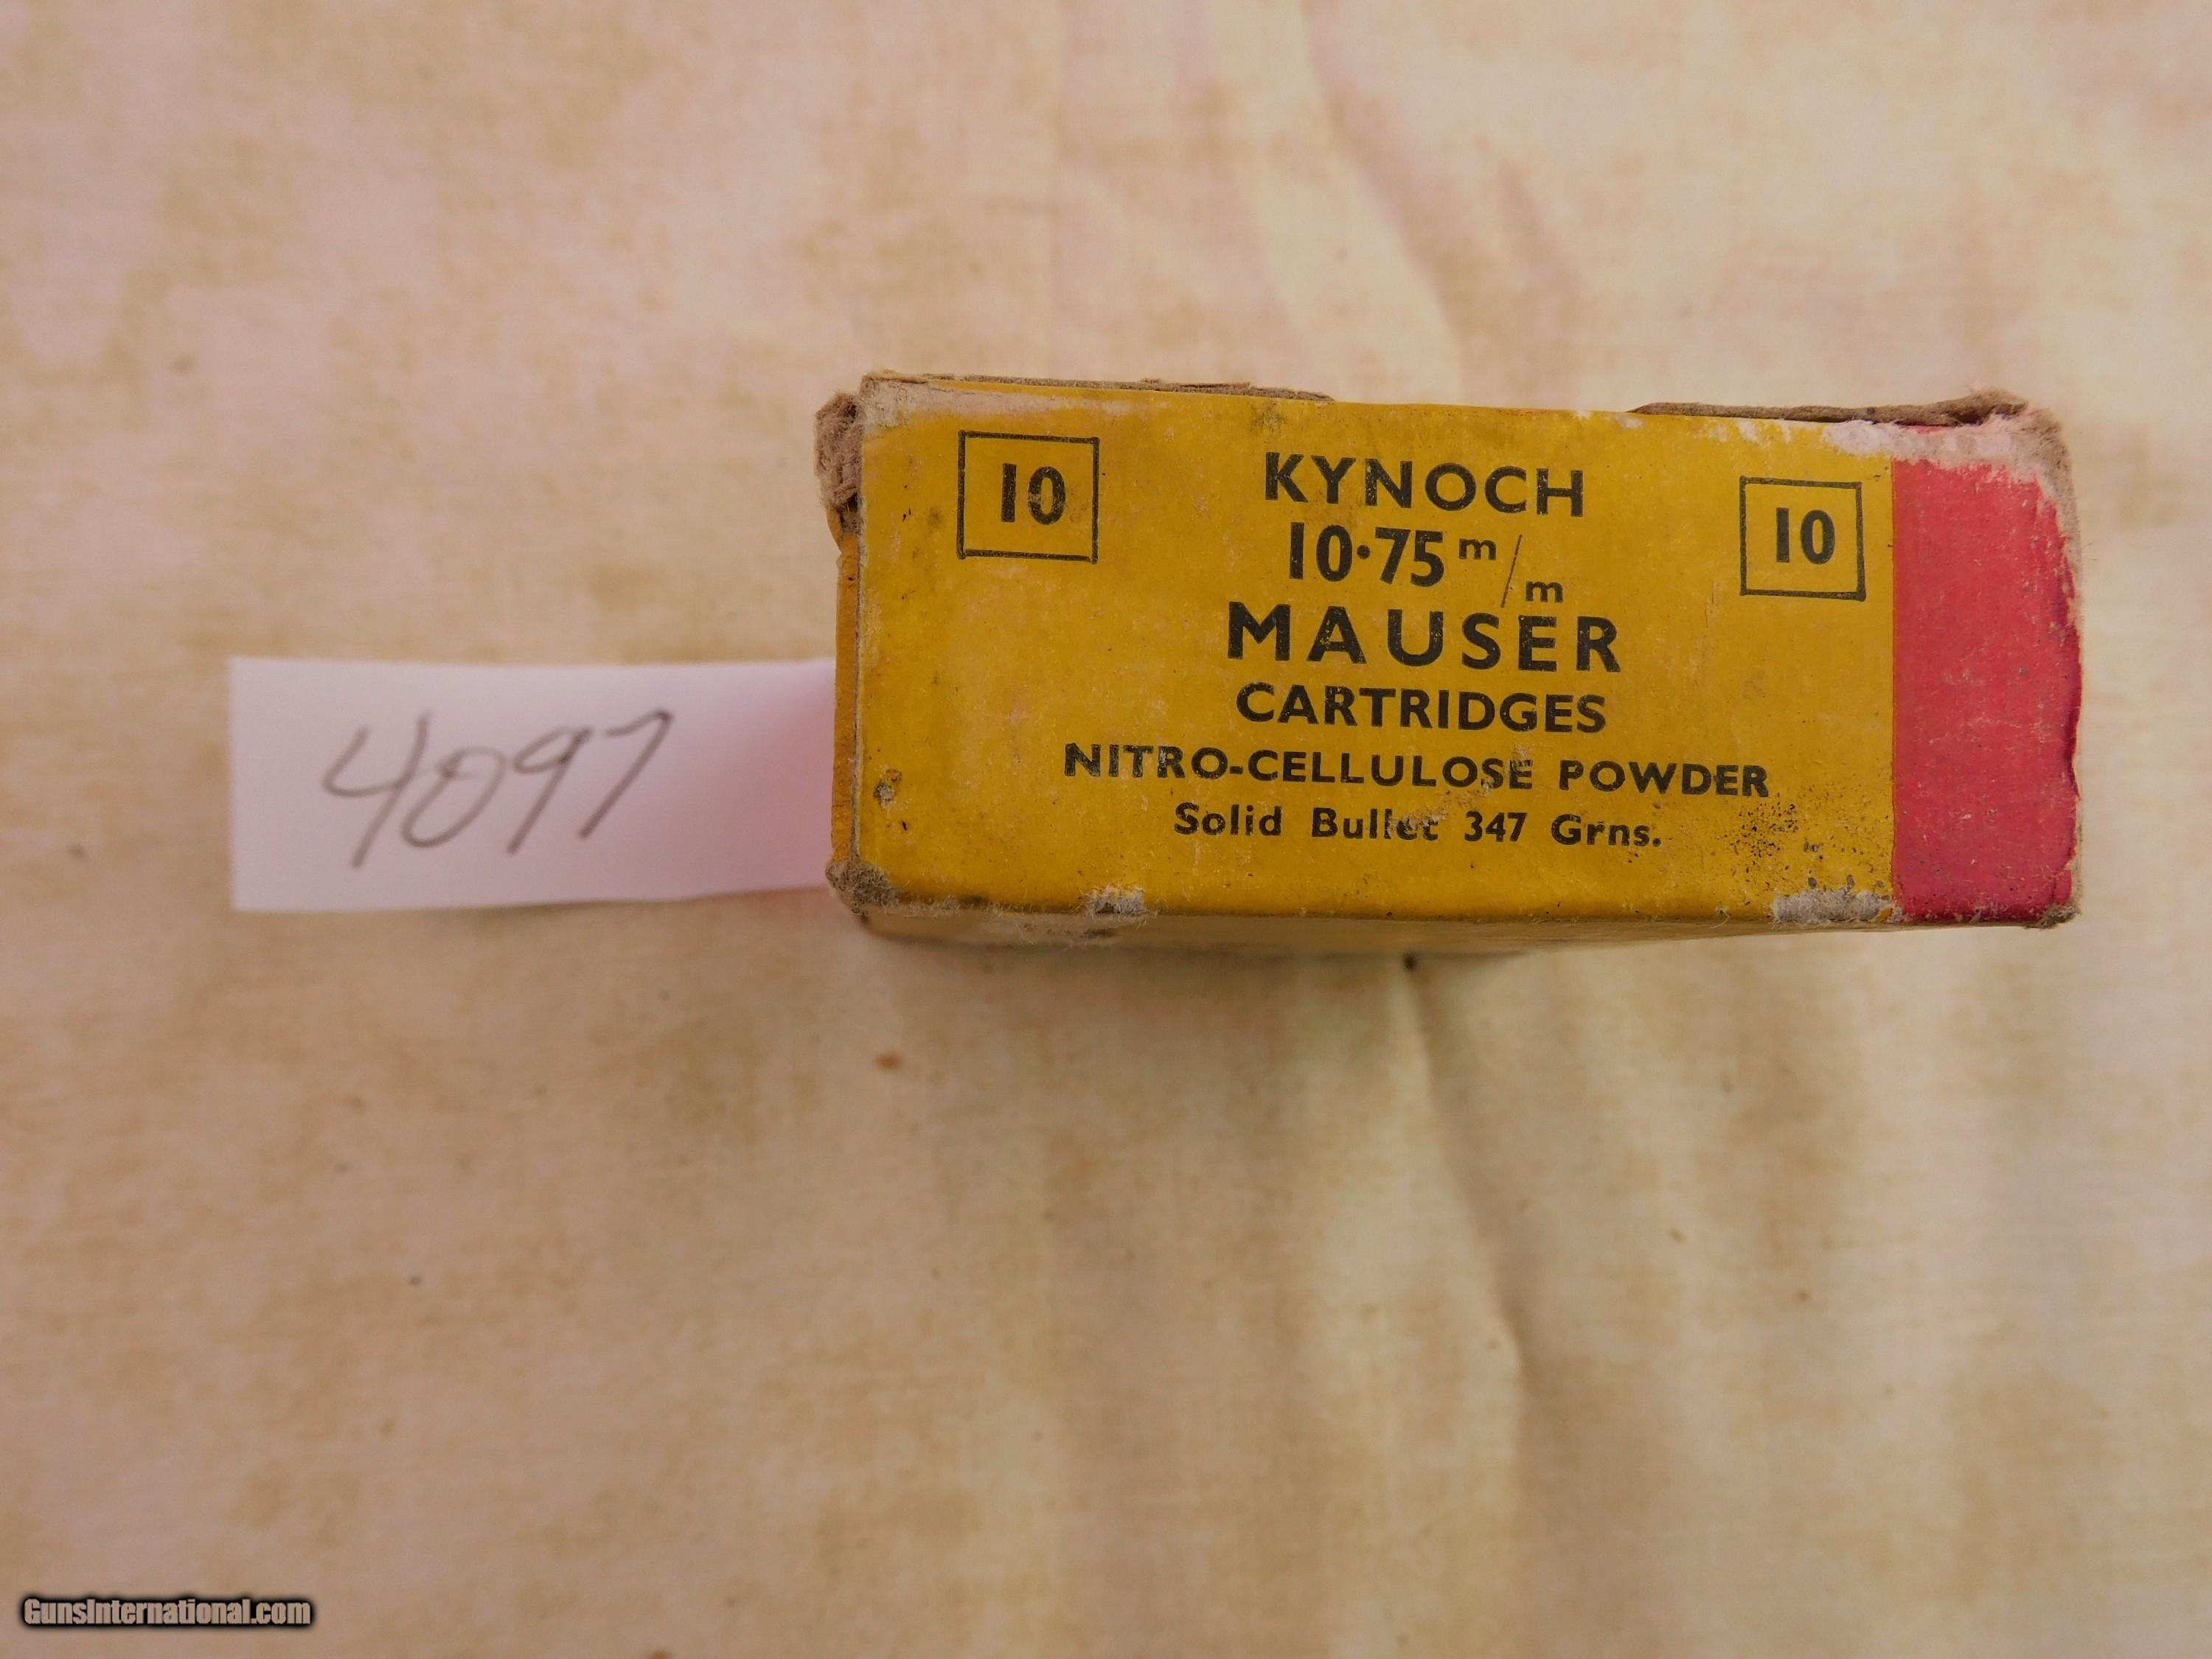 10
KYNOCH
10·75 m/m
10
MAUSER
CARTRIDGES
NITRO-CELLULOSE POWDER
Solid Bullet 347 Grns.
4097
GunsInternational.com